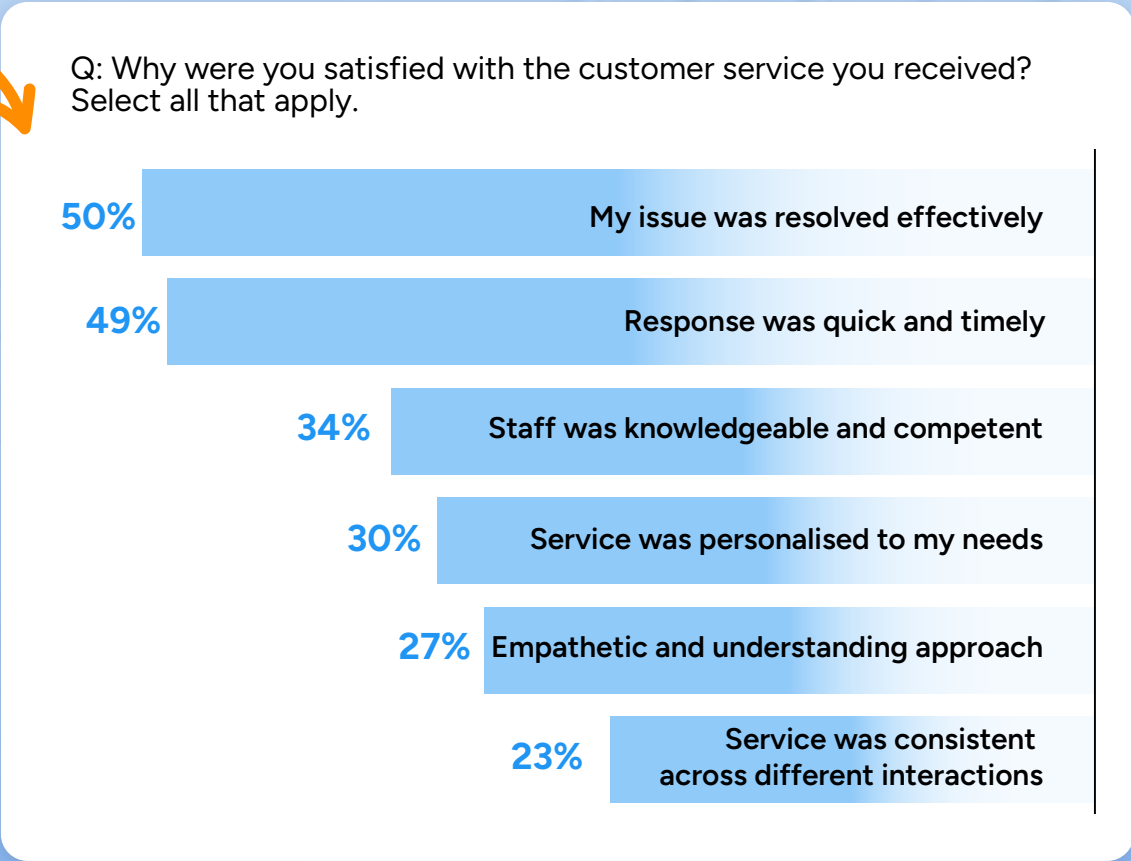 Q: Why were you satisfied with the customer service you received?
Select all that apply.
50% My issue was resolved effectively
49% Response was quick and timely
34% Staff was knowledgeable and competent
30% Service was personalised to my needs
27% Empathetic and understanding approach
23% Service was consistent
across different interactions